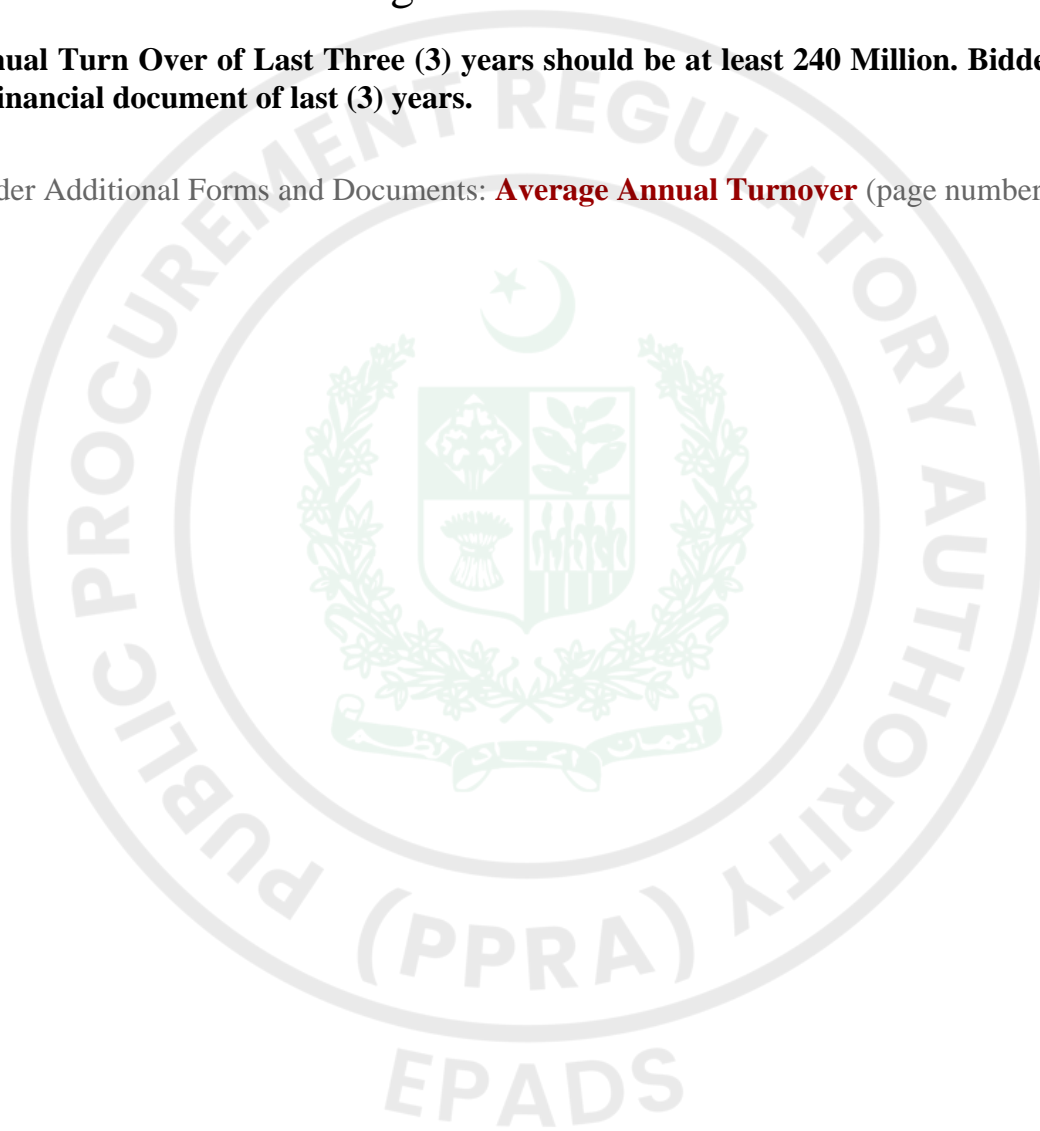 nual Turn Over of Last Three (3) years should be at least 240 Million. Bidde
inancial document of last (3) years.
der Additional Forms and Documents: Average Annual Turnover (page number
PUBLIC PROCUREMENT REGULATORY AUTHORITY
(PPRA)
EPADS